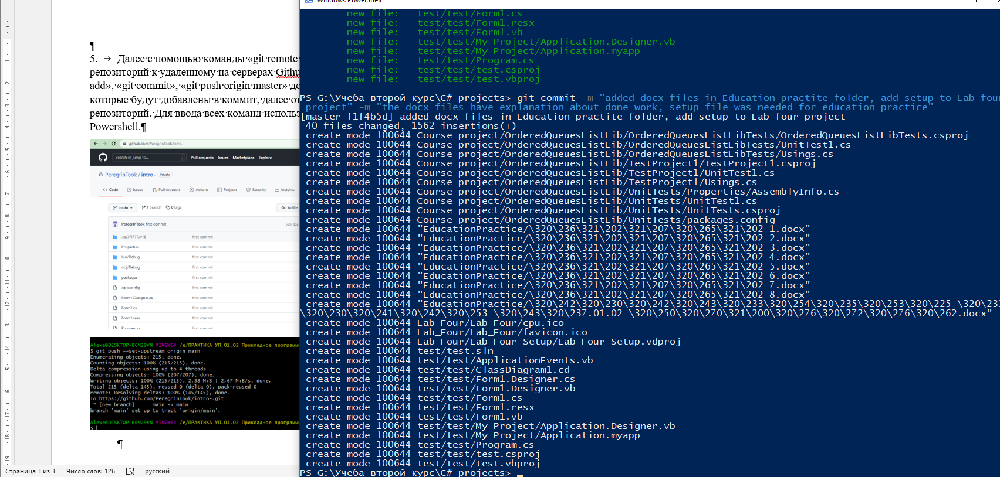 ¶
5. → Далее·с·помощью·команды·«git·remote·
репозиторий·к·удаленному·на·серверах·Githu
add»,·«git·commit»,·«git·push·origin·master»·до
которые·будут·добавлены·в·коммит,·далее·от
репозиторий.·Для·ввода·всех·команд·исполь
Powershell.¶
github.com/PeregrinTook/intro-
Search or jump to... /
Pull requests Issues Marketplace Explore
PeregrinTook / intro- Private
<> Code Issues Pull requests Actions Projects Security Insights
main 1 branch 0 tags Go to file
PeregrinTook first commit
.vs/УП777/v16 first commit
Properties first commit
bin/Debug first commit
obj/Debug first commit
packages first commit
App.config first commit
Form1.Designer.cs first commit
Form1.cs first commit
Form1.resx first commit
Program.cs first commit
Alexe@DESKTOP-B6N29VN MINGW64 /e/ПРАКТИКА УП.01.02 Прикладное программи
$ git push --set-upstream origin main
Enumerating objects: 215, done.
Counting objects: 100% (215/215), done.
Delta compression using up to 4 threads
Compressing objects: 100% (207/207), done.
Writing objects: 100% (215/215), 2.38 MiB | 2.67 MiB/s, done.
Total 215 (delta 145), reused 0 (delta 0), pack-reused 0
remote: Resolving deltas: 100% (145/145), done.
To https://github.com/PeregrinTook/intro-.git
* [new branch] main -> main
branch 'main' set up to track 'origin/main'.
Alexe@DESKTOP-B6N29VN MINGW64 /e/ПРАКТИКА УП.01.02 Прикладное программи
$
¶
Страница 3 из 3 Число слов: 126 русский
Windows PowerShell
new file: test/test/Form1.cs
new file: test/test/Form1.resx
new file: test/test/Form1.vb
new file: test/test/My Project/Application.Designer.vb
new file: test/test/My Project/Application.myapp
new file: test/test/Program.cs
new file: test/test/test.csproj
new file: test/test/test.vbproj
PS G:\Учеба второй курс\C# projects> git commit -m "added docx files in Education practite folder, add setup to Lab_four
project" -m "the docx files have explanation about done work, setup file was needed for education practice"
[master f1f4b5d] added docx files in Education practite folder, add setup to Lab_four project
40 files changed, 1562 insertions(+)
create mode 100644 Course project/OrderedQueuesListLib/OrderedQueuesListLibTests/OrderedQueuesListLibTests.csproj
create mode 100644 Course project/OrderedQueuesListLib/OrderedQueuesListLibTests/UnitTest1.cs
create mode 100644 Course project/OrderedQueuesListLib/OrderedQueuesListLibTests/Usings.cs
create mode 100644 Course project/OrderedQueuesListLib/TestProject1/TestProject1.csproj
create mode 100644 Course project/OrderedQueuesListLib/TestProject1/UnitTest1.cs
create mode 100644 Course project/OrderedQueuesListLib/TestProject1/Usings.cs
create mode 100644 Course project/OrderedQueuesListLib/UnitTests/Properties/AssemblyInfo.cs
create mode 100644 Course project/OrderedQueuesListLib/UnitTests/UnitTest1.cs
create mode 100644 Course project/OrderedQueuesListLib/UnitTests/UnitTests.csproj
create mode 100644 Course project/OrderedQueuesListLib/UnitTests/packages.config
create mode 100644 "EducationPractice/\320\236\321\202\321\207\320\265\321\202 1.docx"
create mode 100644 "EducationPractice/\320\236\321\202\321\207\320\265\321\202 2.docx"
create mode 100644 "EducationPractice/\320\236\321\202\321\207\320\265\321\202 3.docx"
create mode 100644 "EducationPractice/\320\236\321\202\321\207\320\265\321\202 4.docx"
create mode 100644 "EducationPractice/\320\236\321\202\321\207\320\265\321\202 5.docx"
create mode 100644 "EducationPractice/\320\236\321\202\321\207\320\265\321\202 6.docx"
create mode 100644 "EducationPractice/\320\236\321\202\321\207\320\265\321\202 7.docx"
create mode 100644 "EducationPractice/\320\236\321\202\321\207\320\265\321\202 8.docx"
create mode 100644 "EducationPractice/\320\242\320\230\320\242\320\243\320\233\320\254\320\235\320\253\320\225 \320\23
\320\230\320\241\320\242\320\253 \320\243\320\237.01.02 \320\250\320\270\321\200\320\276\320\272\320\276\320\262.docx"
create mode 100644 Lab_Four/Lab_Four/cpu.ico
create mode 100644 Lab_Four/Lab_Four/favicon.ico
create mode 100644 Lab_Four/Lab_Four_Setup/Lab_Four_Setup.vdproj
create mode 100644 test/test.sln
create mode 100644 test/test/ApplicationEvents.vb
create mode 100644 test/test/ClassDiagram1.cd
create mode 100644 test/test/Form1.Designer.cs
create mode 100644 test/test/Form1.Designer.vb
create mode 100644 test/test/Form1.cs
create mode 100644 test/test/Form1.resx
create mode 100644 test/test/Form1.vb
create mode 100644 test/test/My Project/Application.Designer.vb
create mode 100644 test/test/My Project/Application.myapp
create mode 100644 test/test/Program.cs
create mode 100644 test/test/test.csproj
create mode 100644 test/test/test.vbproj
PS G:\Учеба второй курс\C# projects>